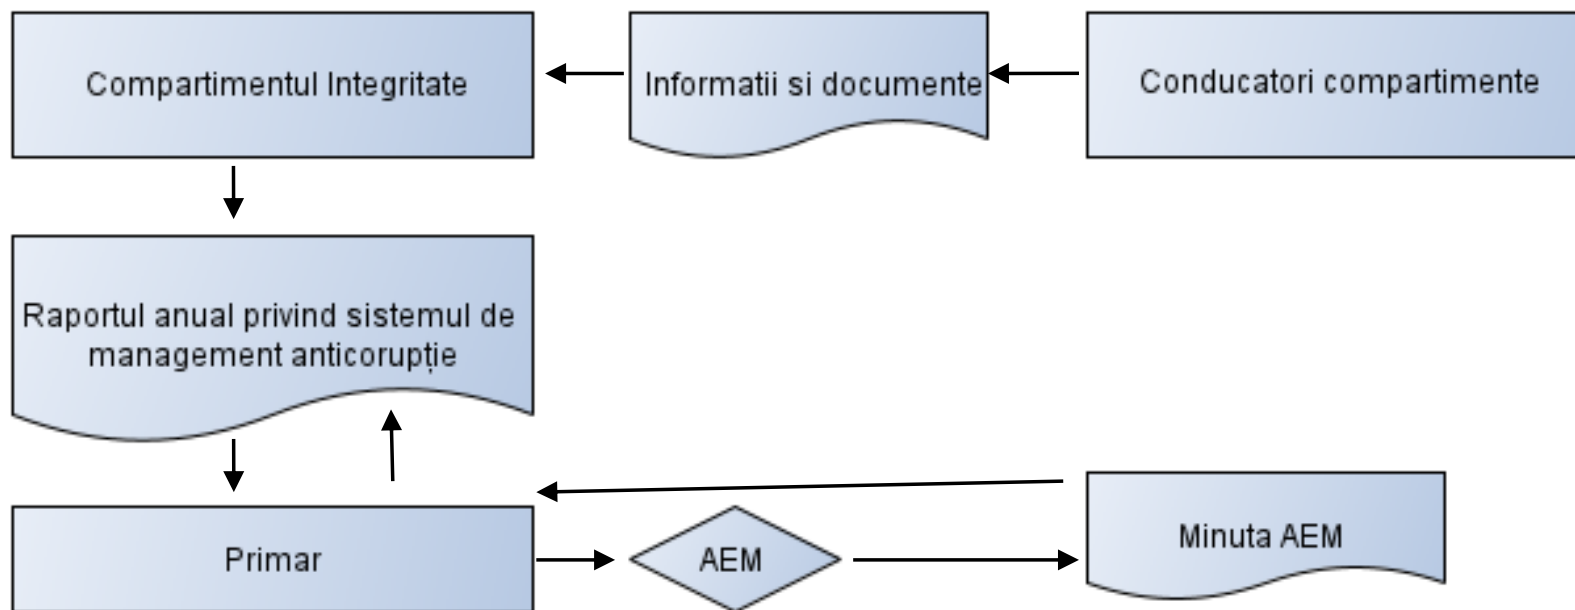 Compartimentul Integritate
Informatii si documente
Conducatori compartimente
Raportul anual privind sistemul de
management anticorupție
Primar
AEM
Minuta AEM